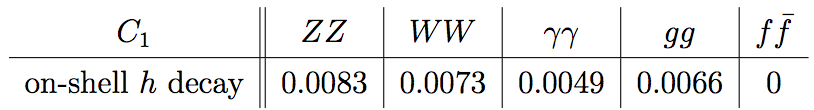 C₁ ZZ WW γγ gg ff̄
on-shell h decay 0.0083 0.0073 0.0049 0.0066 0